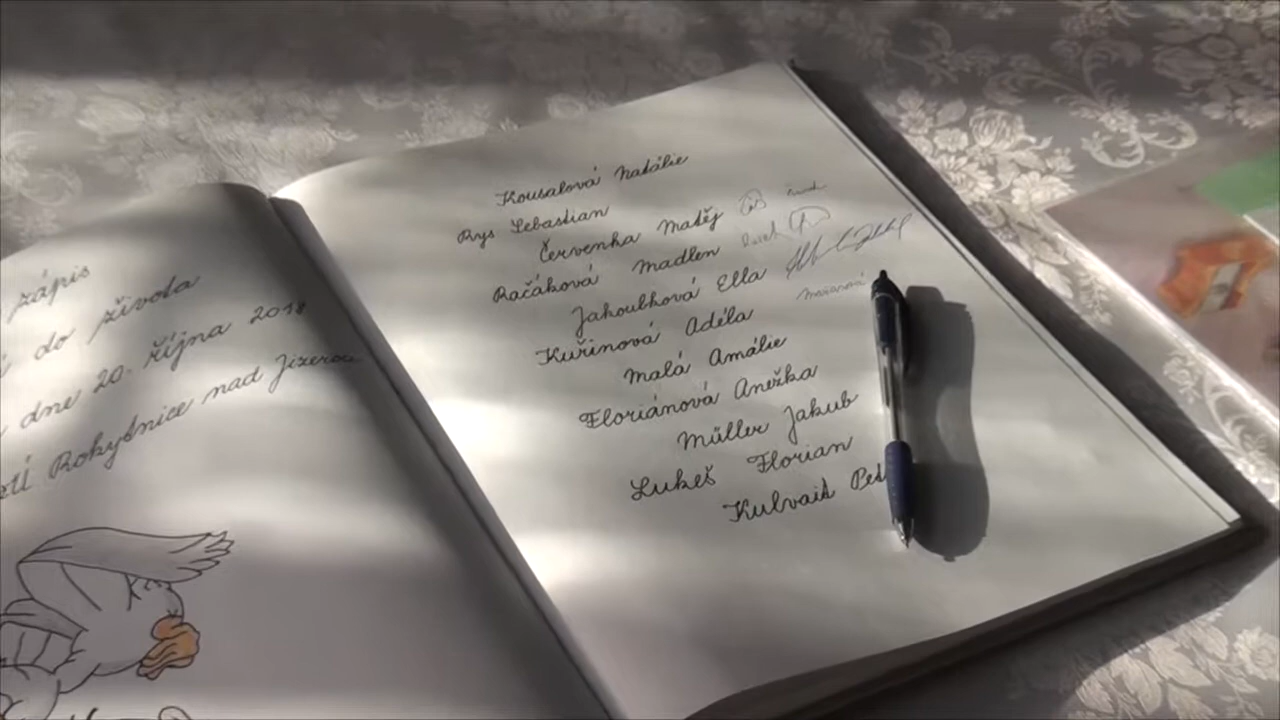 zápis
do života
dne 20. října 2018
Rokytnice nad Jizerou
Kousalová Natálie
Rys Sebastian
Červenka Matěj
Račáková Madlen
Jakoubková Ella
Kuřinová Adéla
Malá Amálie
Floriánová Anežka
Müller Jakub
Lukeš Florian
Kulvait